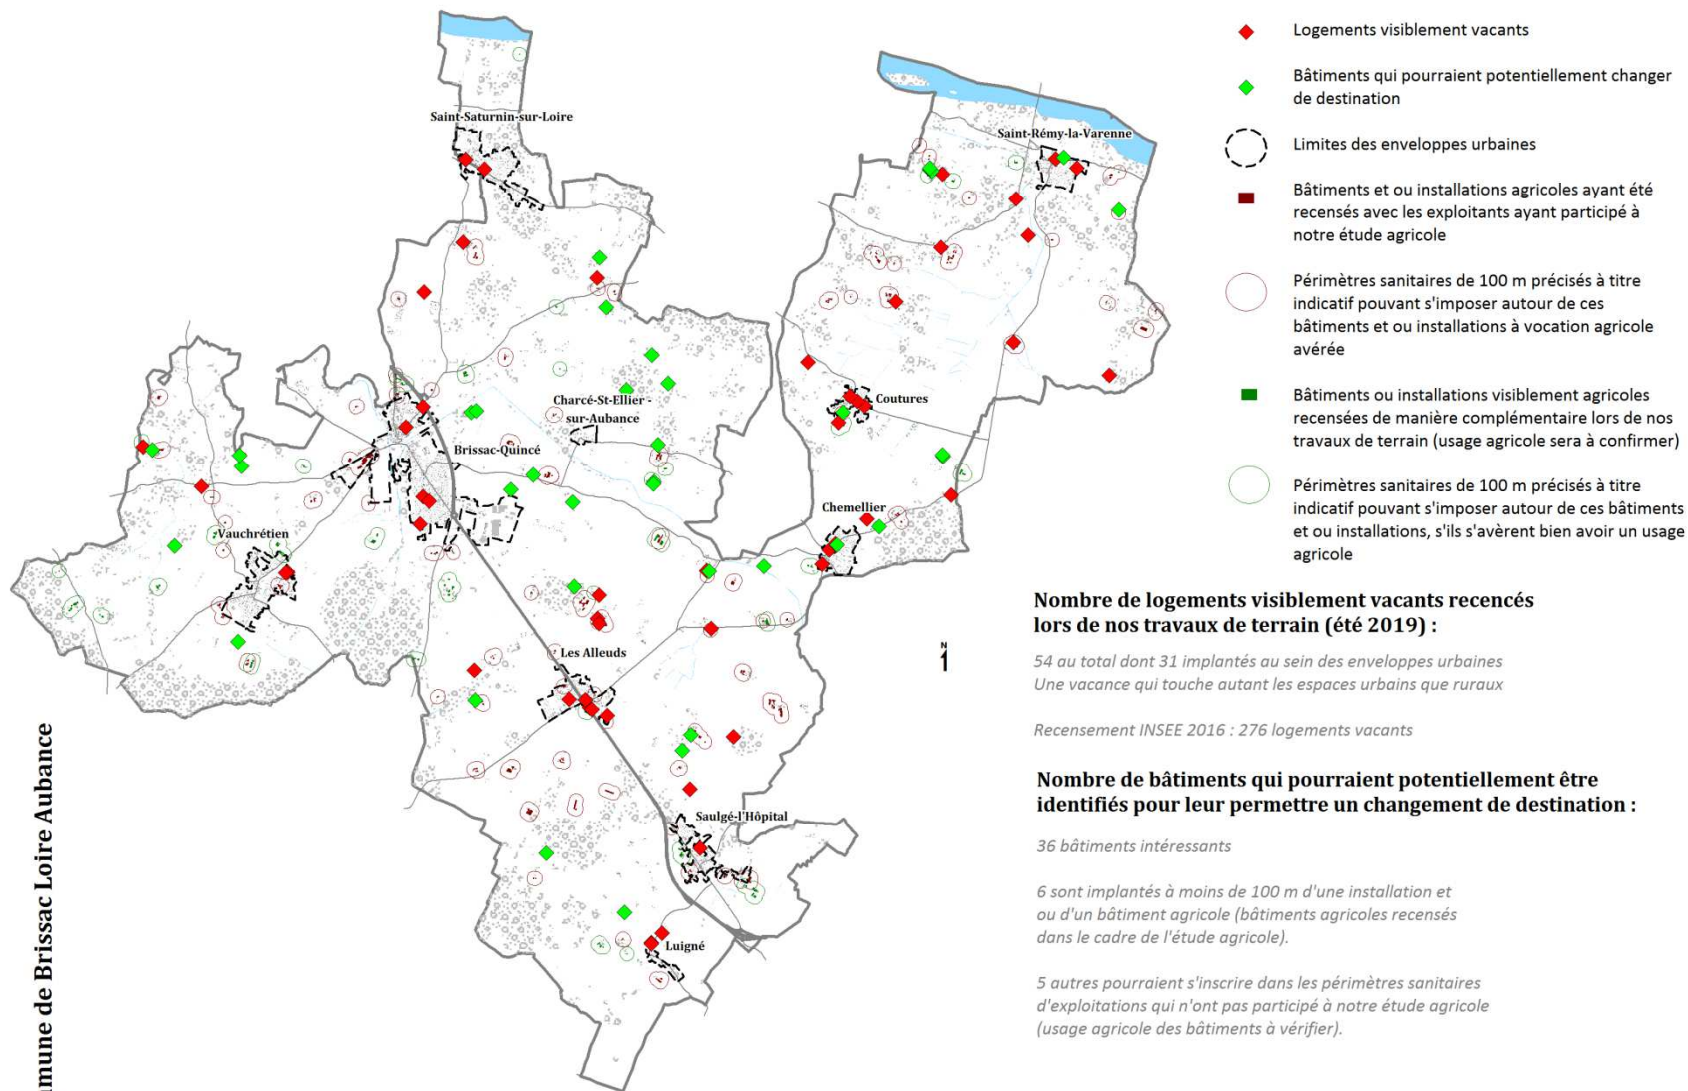 Logements visiblement vacants
Bâtiments qui pourraient potentiellement changer
de destination
Limites des enveloppes urbaines
Bâtiments et ou installations agricoles ayant été
recensés avec les exploitants ayant participé à
notre étude agricole
Périmètres sanitaires de 100 m précisés à titre
indicatif pouvant s'imposer autour de ces
bâtiments et ou installations à vocation agricole
avérée
Bâtiments ou installations visiblement agricoles
recensées de manière complémentaire lors de nos
travaux de terrain (usage agricole sera à confirmer)
Périmètres sanitaires de 100 m précisés à titre
indicatif pouvant s'imposer autour de ces bâtiments
et ou installations, s'ils s'avèrent bien avoir un usage
agricole
Saint-Saturnin-sur-Loire
Saint-Rémy-la-Varenne
Charcé-St-Ellier -
sur-Aubance
Coutures
Brissac-Quincé
Chemellier
Vauchrétien
Les Alleuds
Saulgé-l'Hôpital
Luigné
N
1
Nombre de logements visiblement vacants recencés
lors de nos travaux de terrain (été 2019) :
54 au total dont 31 implantés au sein des enveloppes urbaines
Une vacance qui touche autant les espaces urbains que ruraux
Recensement INSEE 2016 : 276 logements vacants
Nombre de bâtiments qui pourraient potentiellement être
identifiés pour leur permettre un changement de destination :
36 bâtiments intéressants
6 sont implantés à moins de 100 m d'une installation et
ou d'un bâtiment agricole (bâtiments agricoles recensés
dans le cadre de l'étude agricole).
5 autres pourraient s'inscrire dans les périmètres sanitaires
d'exploitations qui n'ont pas participé à notre étude agricole
(usage agricole des bâtiments à vérifier).
mune de Brissac Loire Aubance